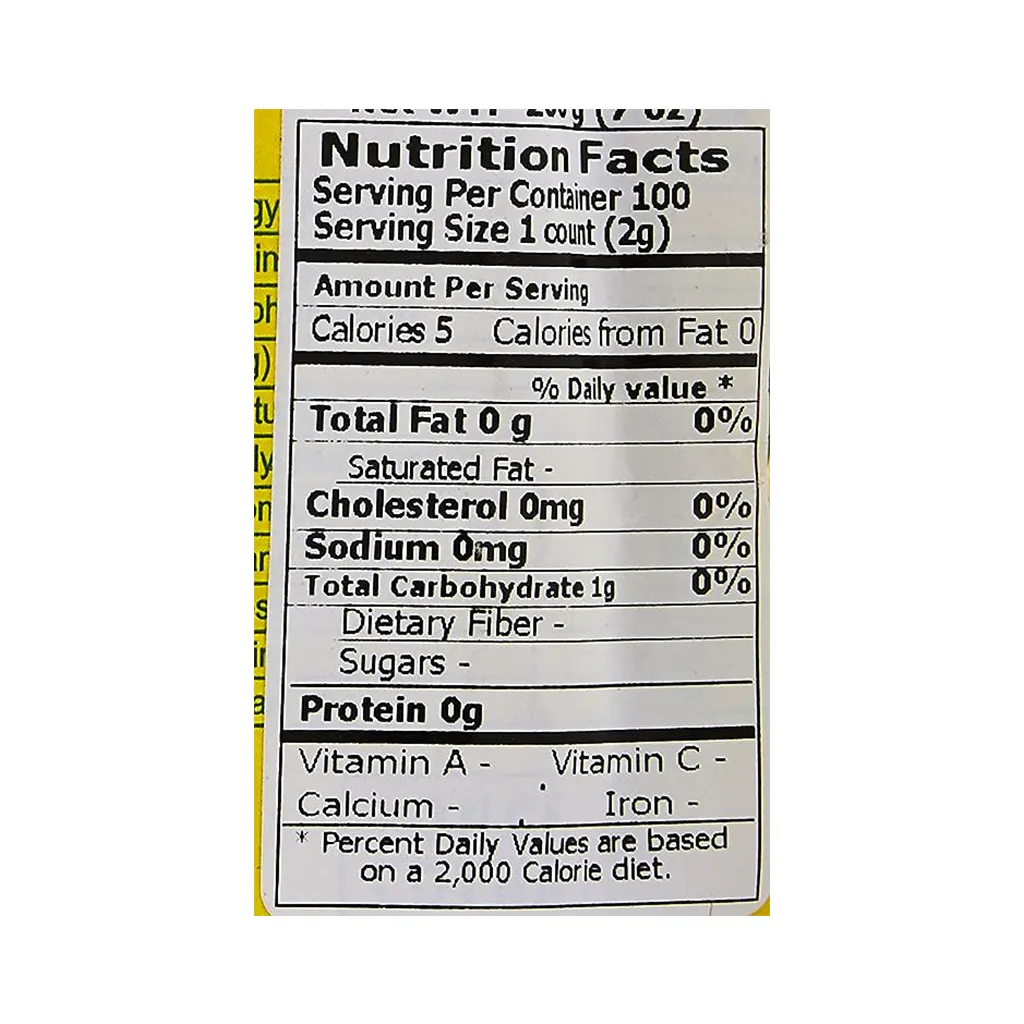 200g (7 oz)
Nutrition Facts
Serving Per Container 100
Serving Size 1 count (2g)
Amount Per Serving
Calories 5 Calories from Fat 0
% Daily value *
Total Fat 0 g 0%
Saturated Fat -
Cholesterol 0mg 0%
Sodium 0mg 0%
Total Carbohydrate 1g 0%
Dietary Fiber -
Sugars -
Protein 0g
Vitamin A - Vitamin C -
Calcium - Iron -
* Percent Daily Values are based
on a 2,000 Calorie diet.